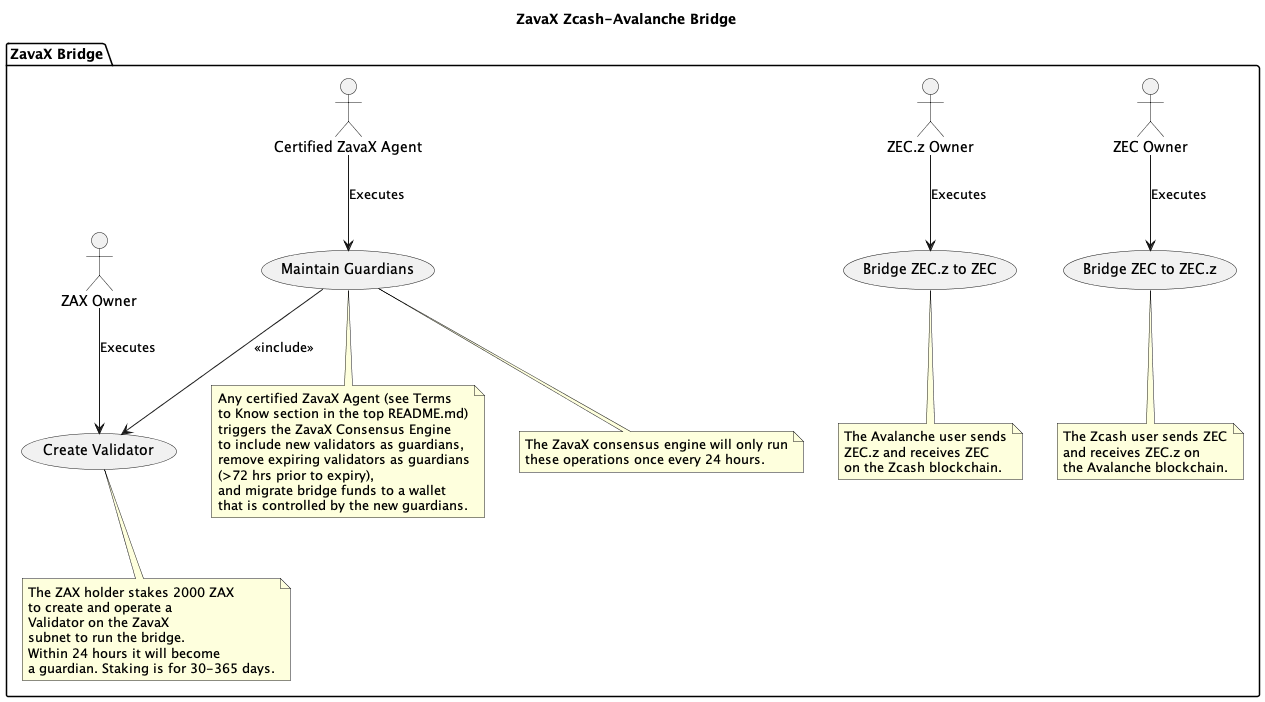 ZavaX Zcash-Avalanche Bridge
ZavaX Bridge
Certified ZavaX Agent
ZEC.z Owner
ZEC Owner
Executes
Executes
Executes
Maintain Guardians
Bridge ZEC.z to ZEC
Bridge ZEC to ZEC.z
ZAX Owner
Executes
«include»
Create Validator
Any certified ZavaX Agent (see Terms
to Know section in the top README.md)
triggers the ZavaX Consensus Engine
to include new validators as guardians,
remove expiring validators as guardians
(>72 hrs prior to expiry),
and migrate bridge funds to a wallet
that is controlled by the new guardians.
The ZavaX consensus engine will only run
these operations once every 24 hours.
The Avalanche user sends
ZEC.z and receives ZEC
on the Zcash blockchain.
The Zcash user sends ZEC
and receives ZEC.z on
the Avalanche blockchain.
The ZAX holder stakes 2000 ZAX
to create and operate a
Validator on the ZavaX
subnet to run the bridge.
Within 24 hours it will become
a guardian. Staking is for 30-365 days.